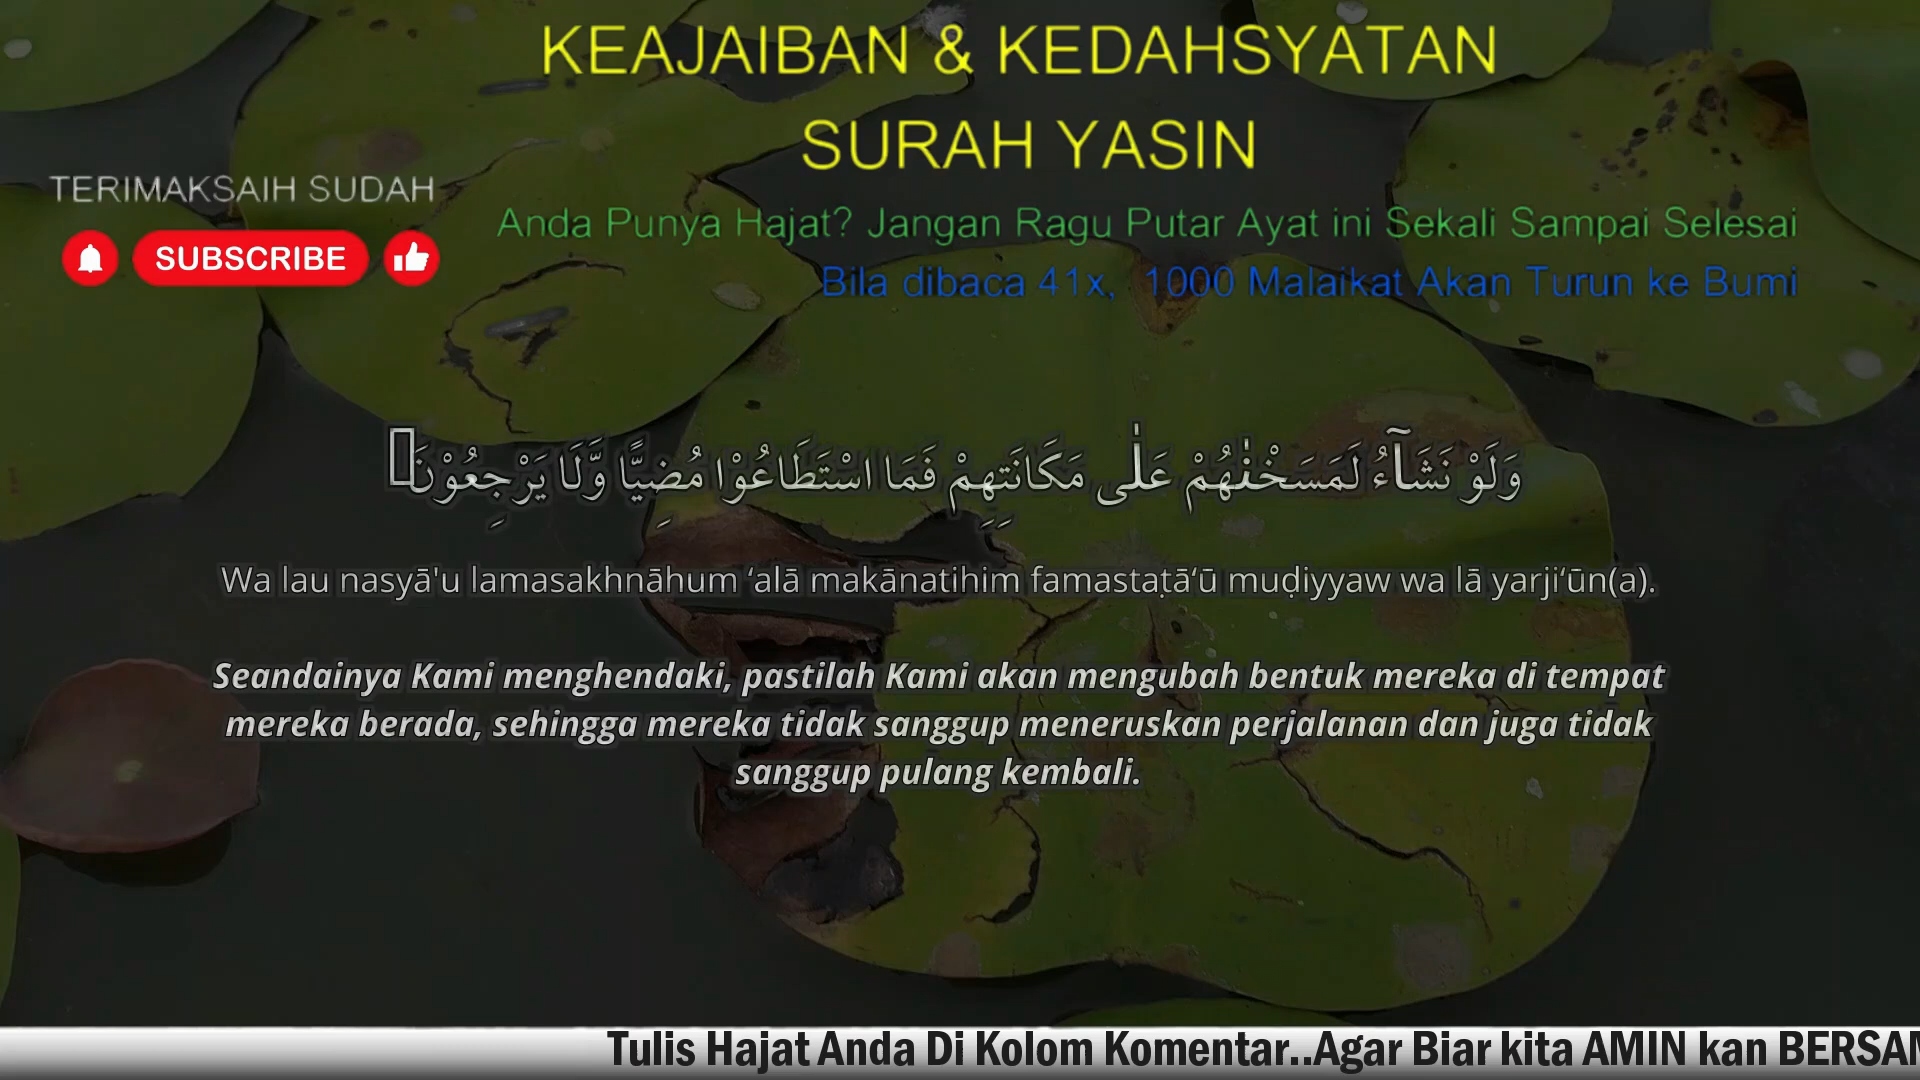 KEAJAIBAN & KEDAHSYATAN
SURAH YASIN
TERIMAKSAIH SUDAH
SUBSCRIBE
Anda Punya Hajat? Jangan Ragu Putar Ayat ini Sekali Sampai Selesai
Bila dibaca 41x, 1000 Malaikat Akan Turun ke Bumi
وَلَوْ نَشَاۤءُ لَمَسَخْنٰهُمْ عَلٰى مَكَانَتِهِمْ فَمَا اسْتَطَاعُوْا مُضِيًّا وَّلَا يَرْجِعُوْنَ
Wa lau nasyā'u lamasakhnāhum ‘alā makānatihim famastaṭā‘ū muḍiyyaw wa lā yarji‘ūn(a).
Seandainya Kami menghendaki, pastilah Kami akan mengubah bentuk mereka di tempat
mereka berada, sehingga mereka tidak sanggup meneruskan perjalanan dan juga tidak
sanggup pulang kembali.
Tulis Hajat Anda Di Kolom Komentar..Agar Biar kita AMIN kan BERSAM